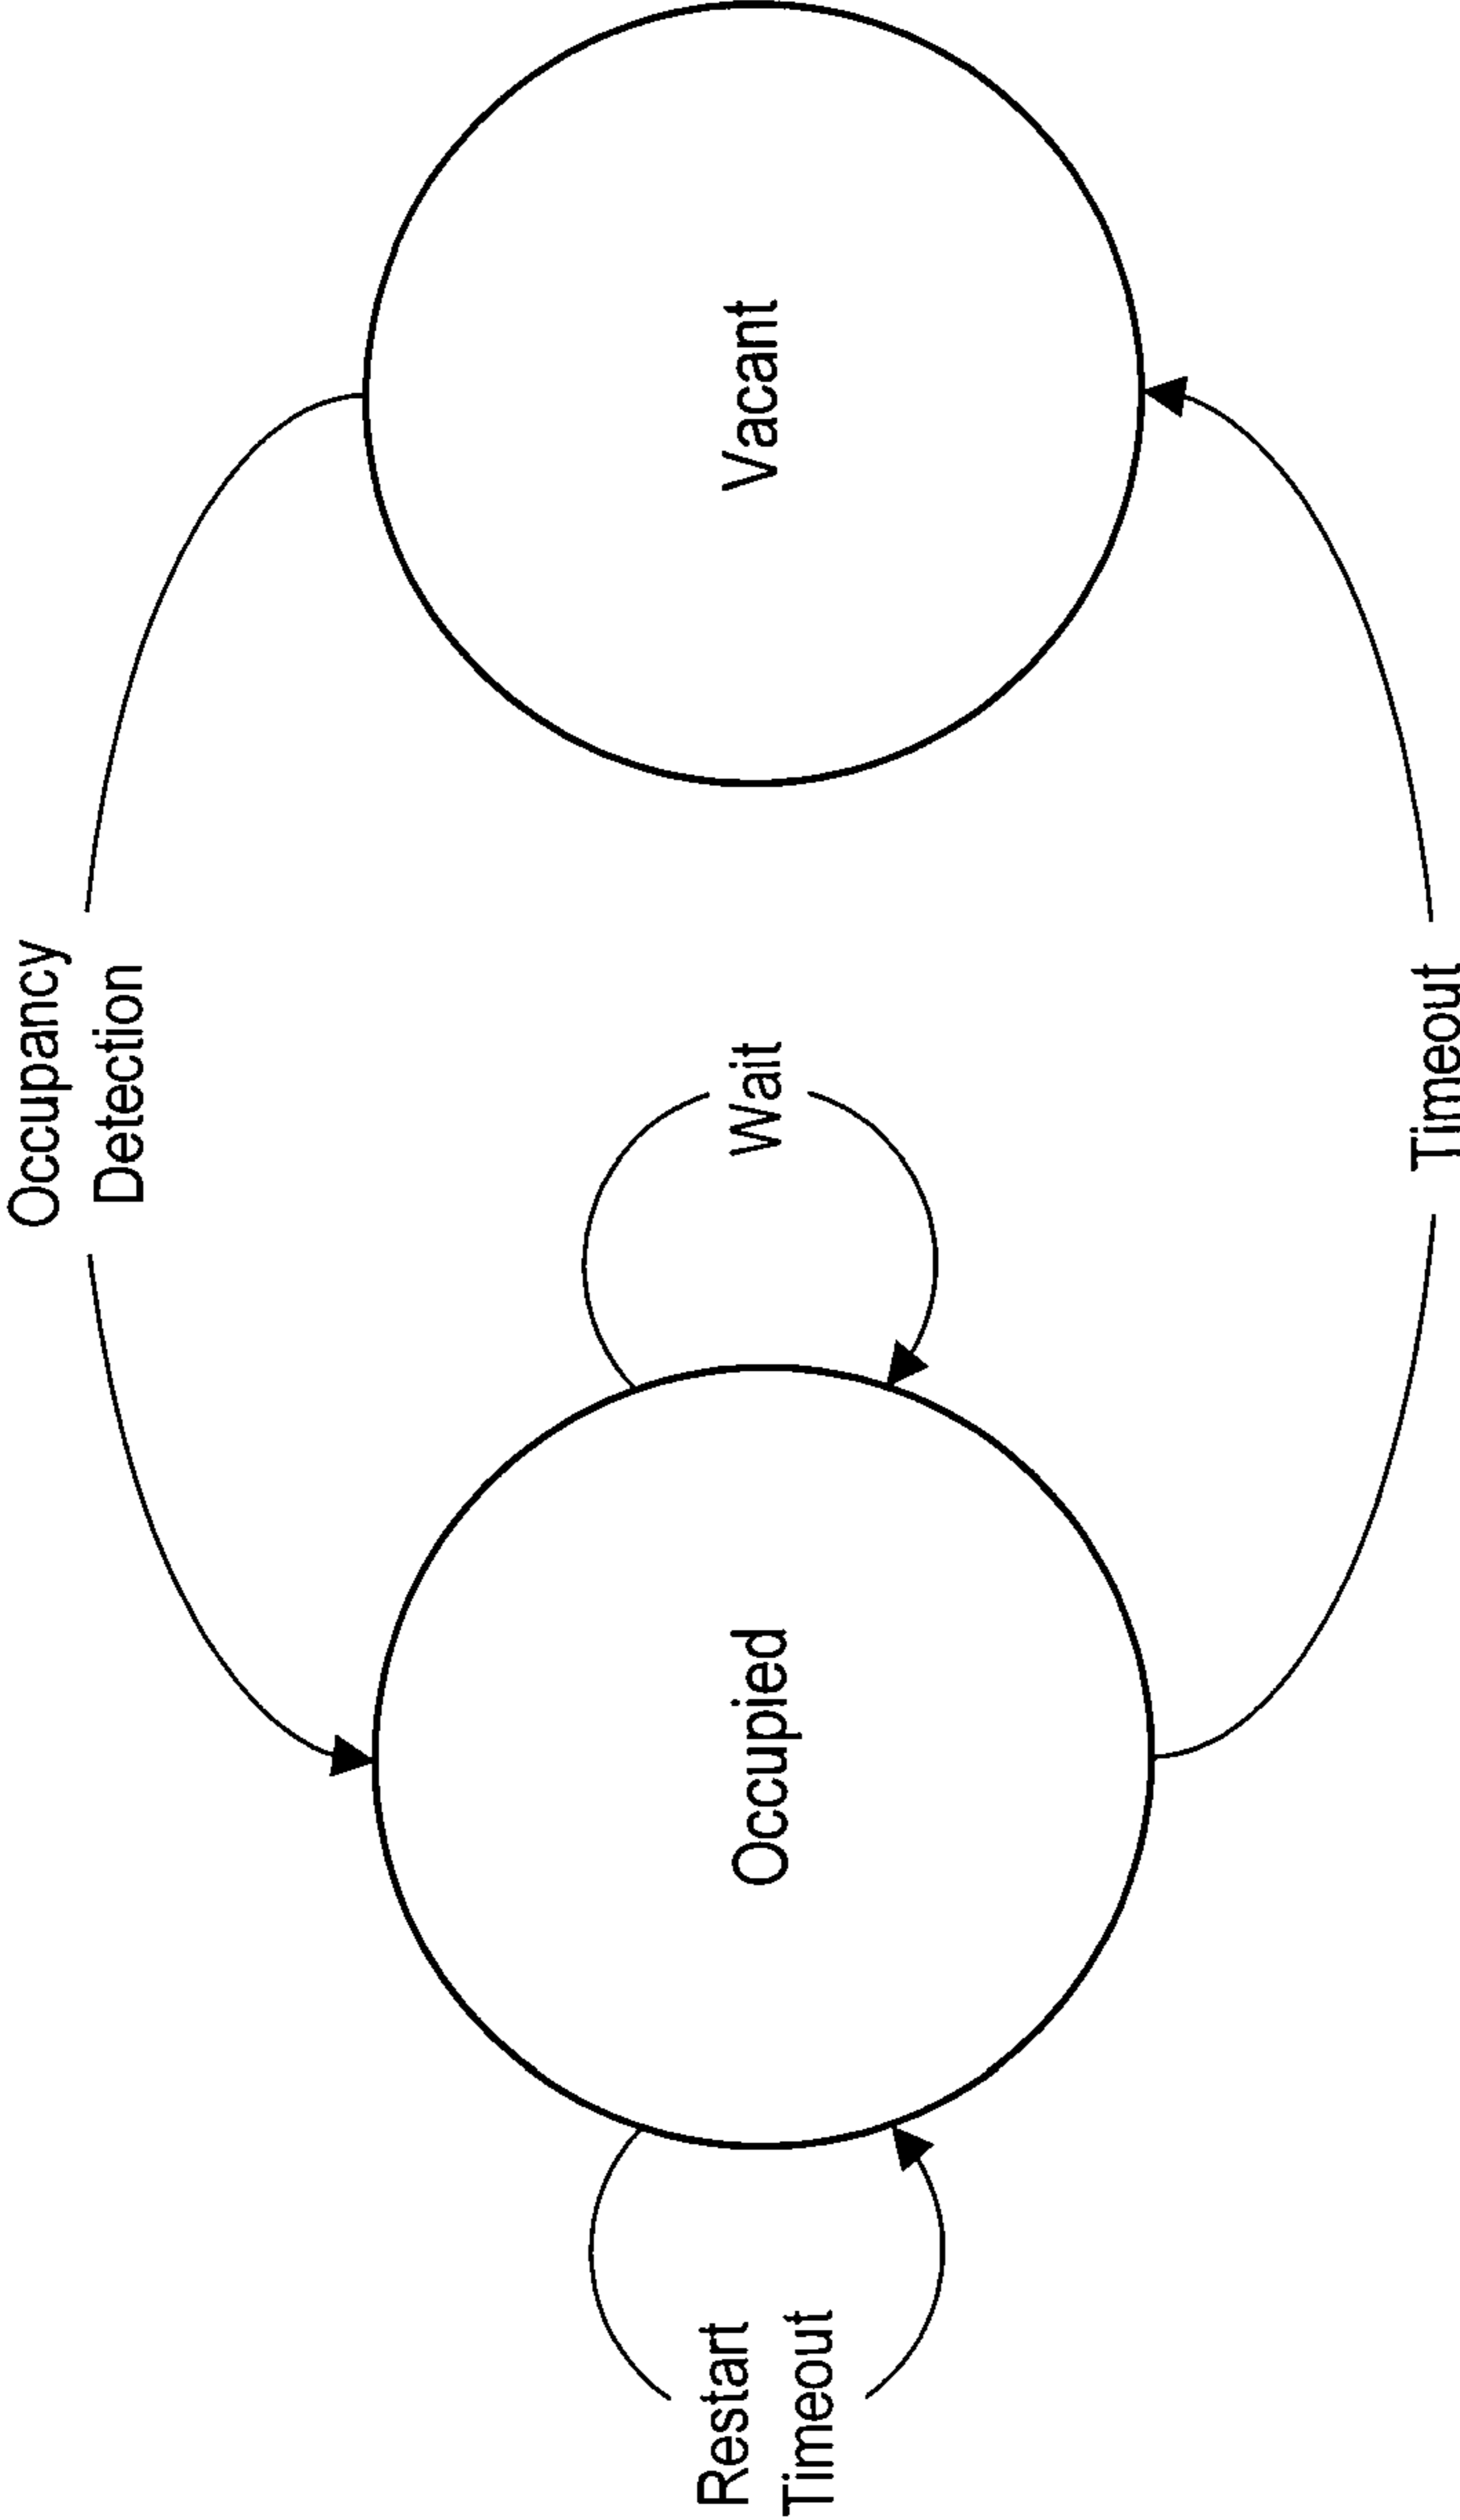 Occupancy
Detection
Restart
Timeout
Occupied
Wait
Vacant
Timeout